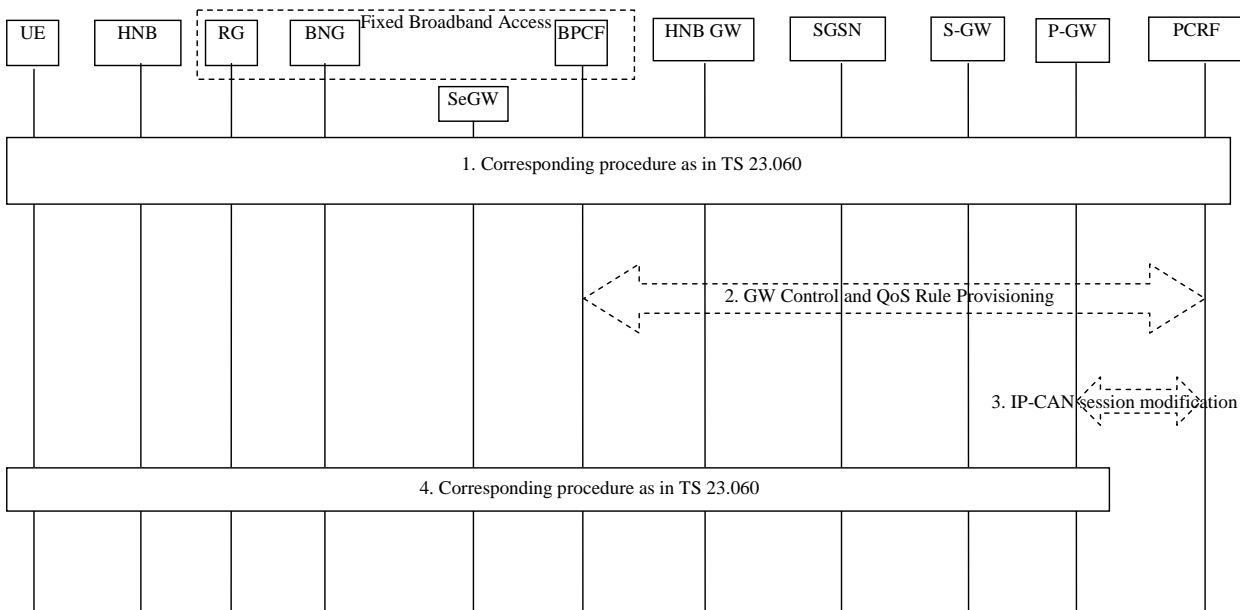 Fixed Broadband Access
UE
HNB
RG
BNG
BPCF
HNB GW
SGSN
S-GW
P-GW
PCRF
SeGW
1. Corresponding procedure as in TS 23.060
2. GW Control and QoS Rule Provisioning
3. IP-CAN session modification
4. Corresponding procedure as in TS 23.060